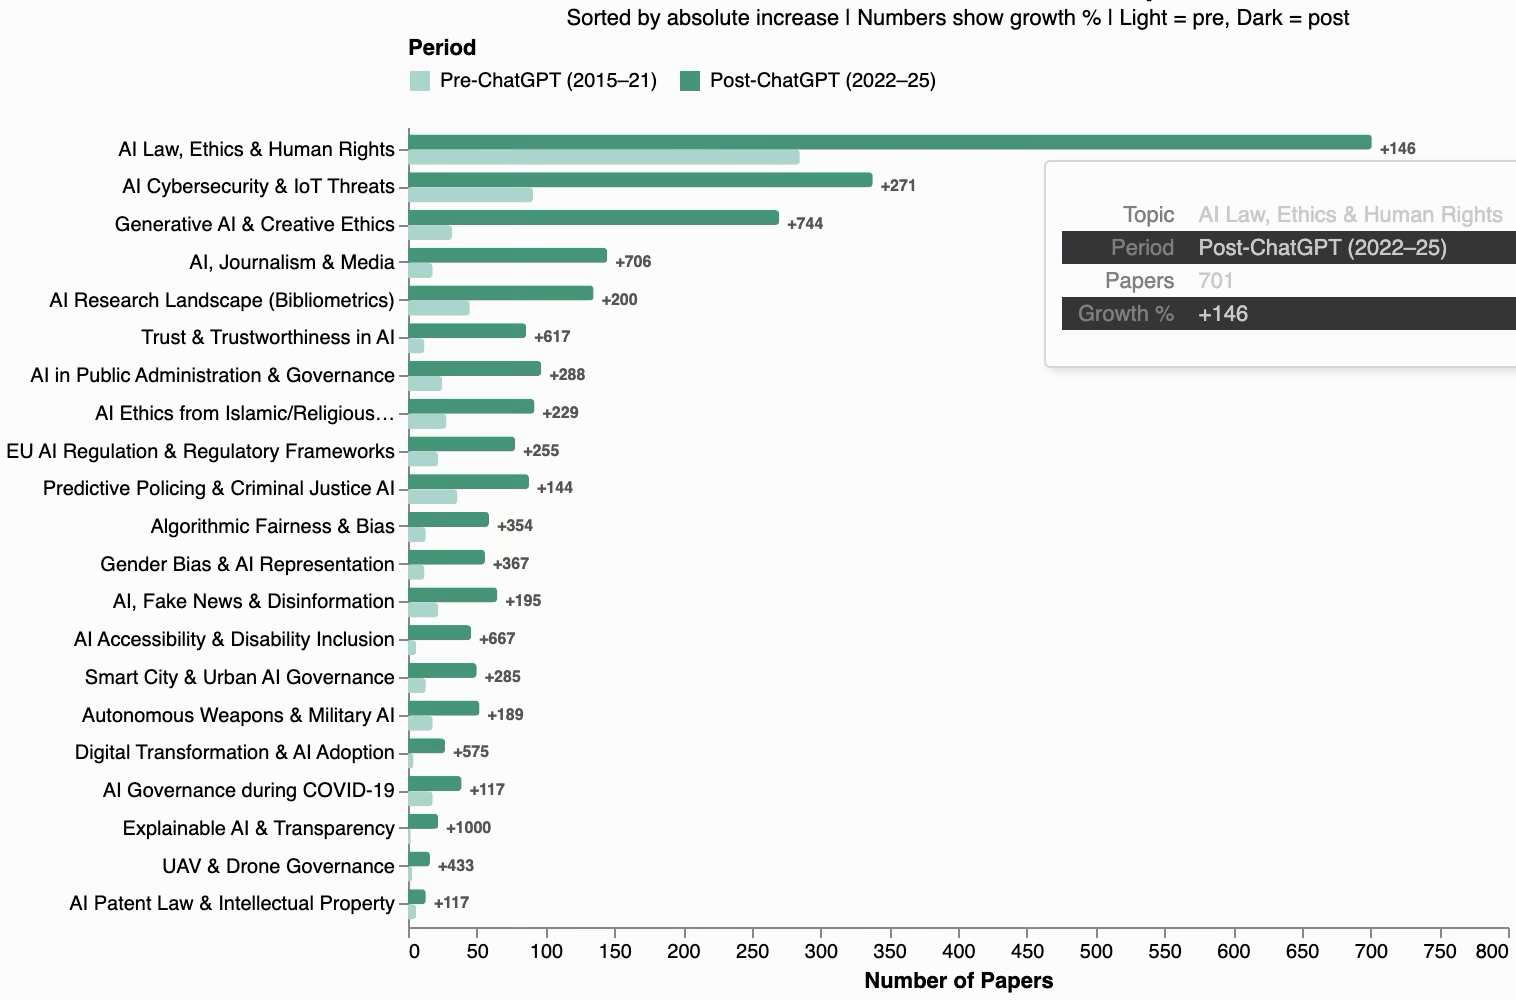 Sorted by absolute increase | Numbers show growth % | Light = pre, Dark = post
Period
Pre-ChatGPT (2015–21) Post-ChatGPT (2022–25)
AI Law, Ethics & Human Rights +146
AI Cybersecurity & IoT Threats +271
Generative AI & Creative Ethics +744
AI, Journalism & Media +706
AI Research Landscape (Bibliometrics) +200
Trust & Trustworthiness in AI +617
AI in Public Administration & Governance +288
AI Ethics from Islamic/Religious… +229
EU AI Regulation & Regulatory Frameworks +255
Predictive Policing & Criminal Justice AI +144
Algorithmic Fairness & Bias +354
Gender Bias & AI Representation +367
AI, Fake News & Disinformation +195
AI Accessibility & Disability Inclusion +667
Smart City & Urban AI Governance +285
Autonomous Weapons & Military AI +189
Digital Transformation & AI Adoption +575
AI Governance during COVID-19 +117
Explainable AI & Transparency +1000
UAV & Drone Governance +433
AI Patent Law & Intellectual Property +117
0 50 100 150 200 250 300 350 400 450 500 550 600 650 700 750 800
Number of Papers
Topic AI Law, Ethics & Human Rights
Period Post-ChatGPT (2022–25)
Papers 701
Growth % +146